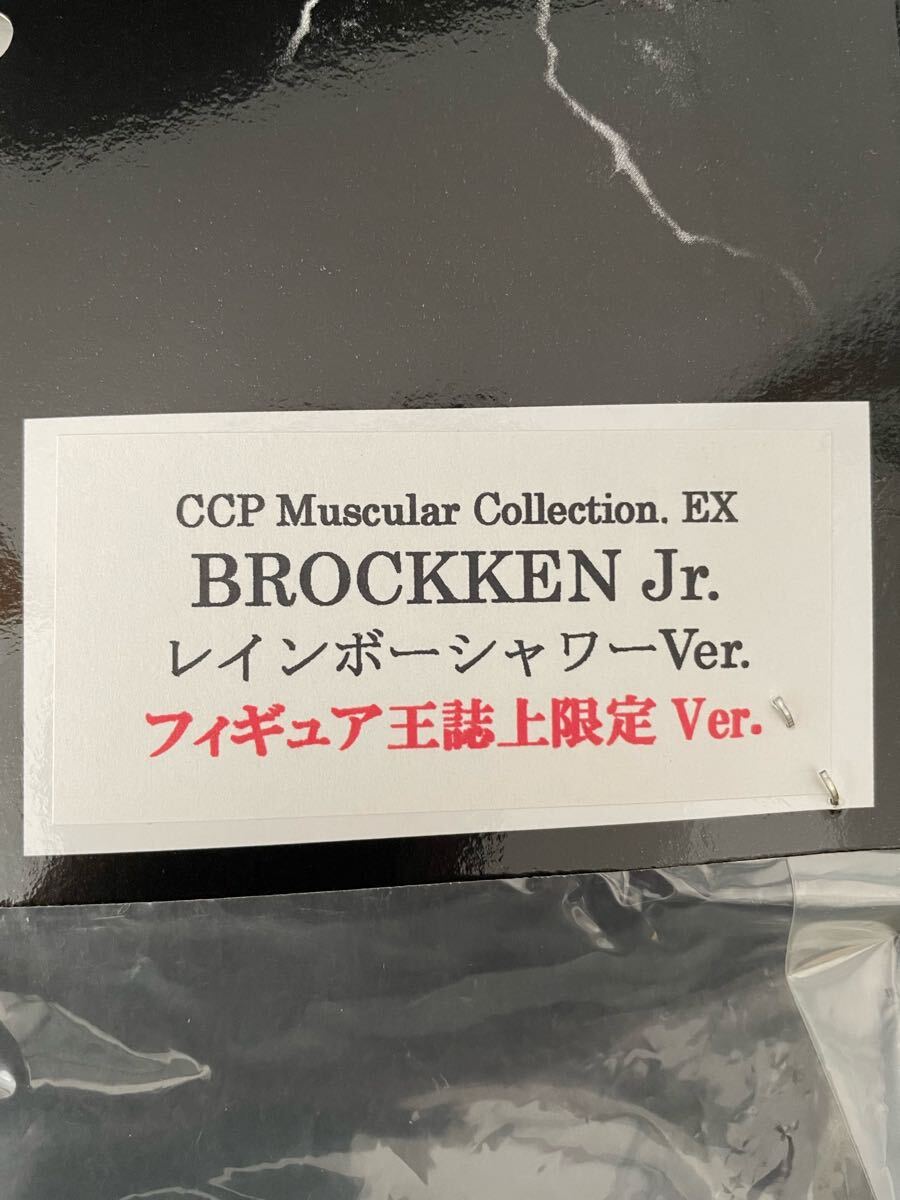 CCP Muscular Collection. EX
BROCKKEN Jr.
レインボーシャワーVer.
フィギュア王誌上限定 Ver.